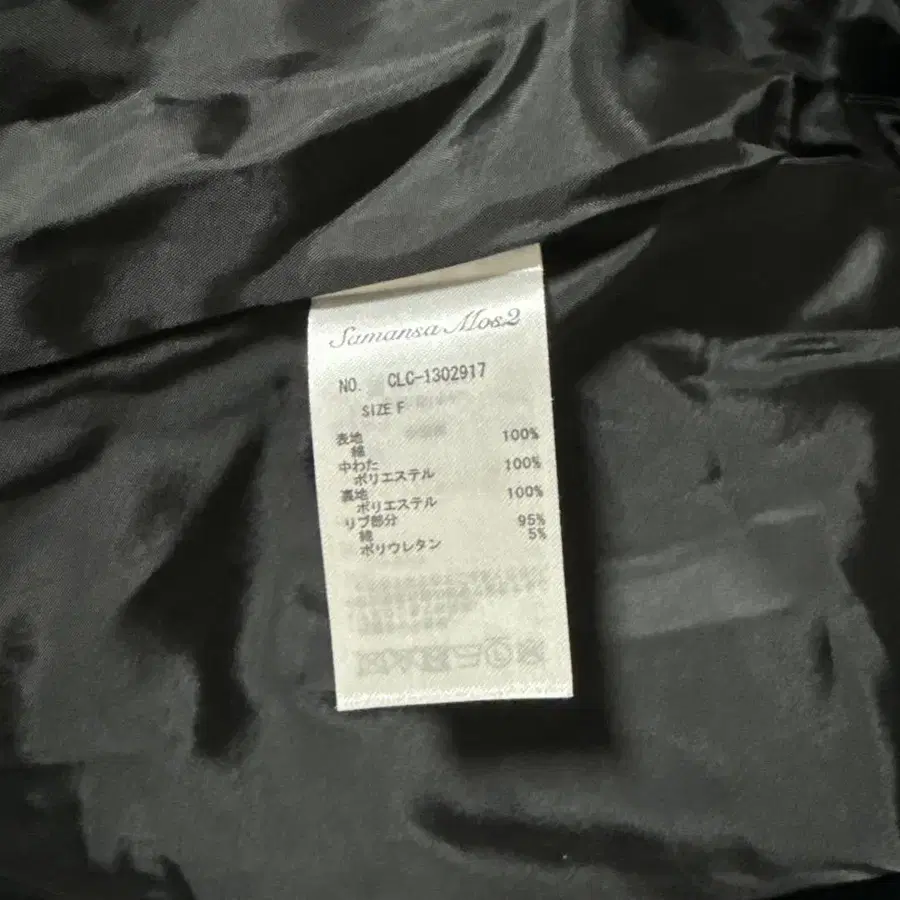 Samansa Mos2
NO. CLC-1302917
SIZE F
表地
綿 100%
中わた
ポリエステル 100%
裏地
ポリエステル 100%
リブ部分
綿 95%
ポリウレタン 5%